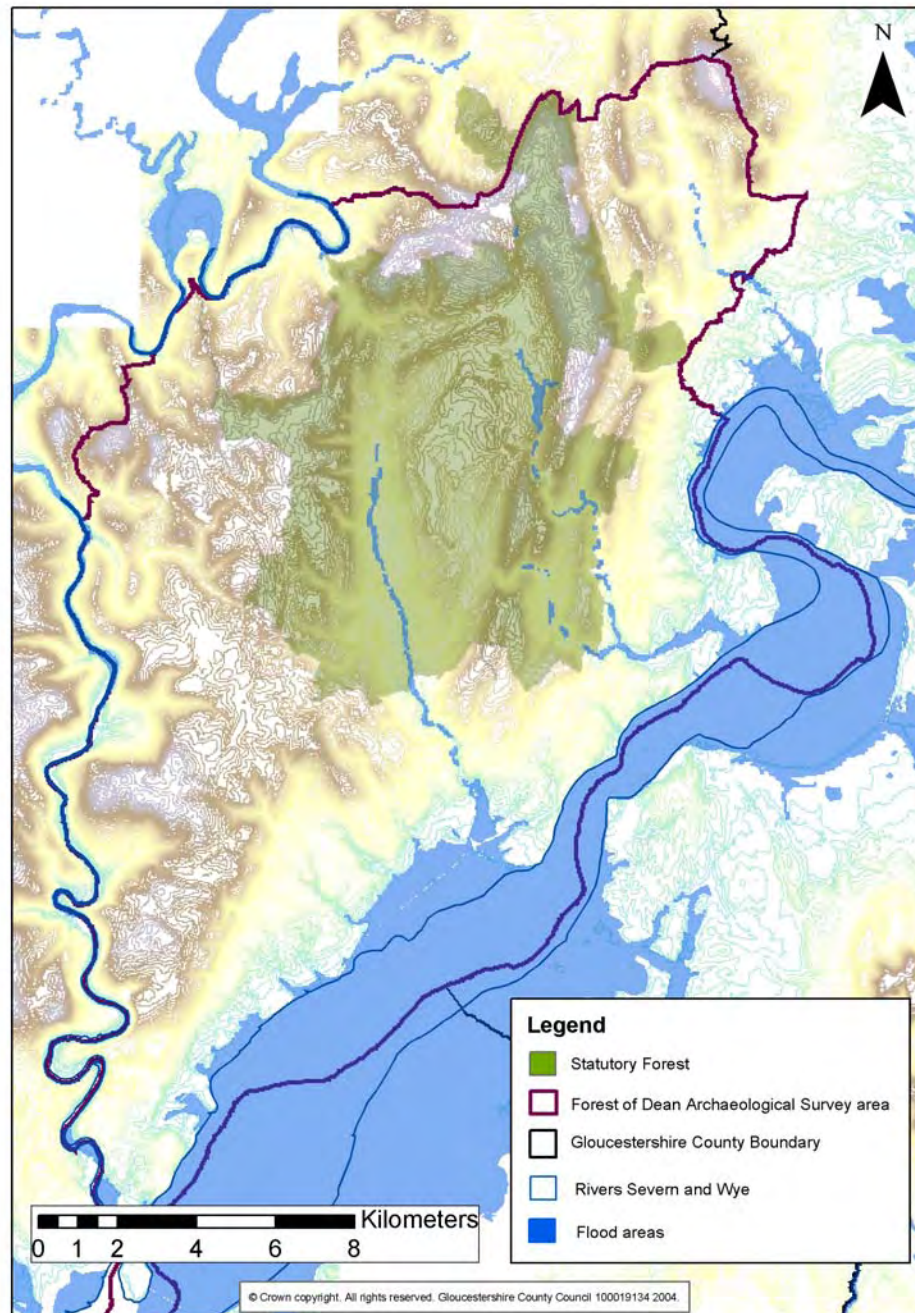 N
Legend
Statutory Forest
Forest of Dean Archaeological Survey area
Gloucestershire County Boundary
Rivers Severn and Wye
Flood areas
Kilometers
0 1 2 4 6 8
© Crown copyright. All rights reserved. Gloucestershire County Council 100019134 2004.